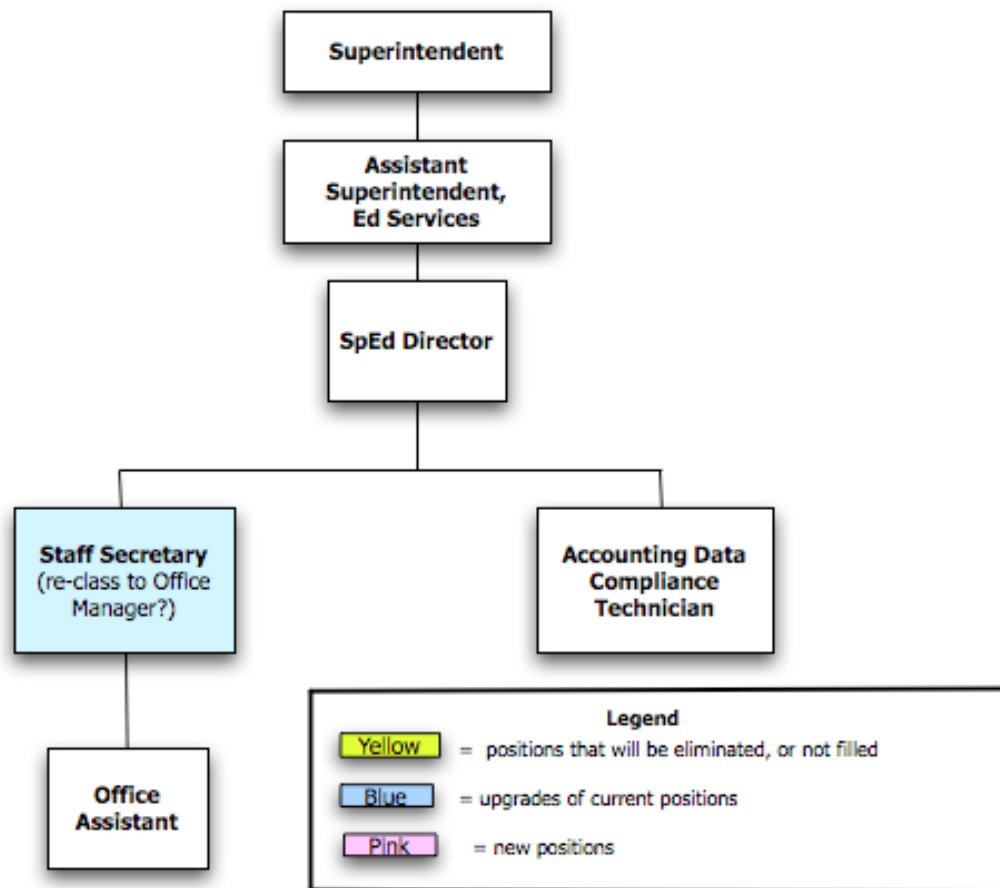 Superintendent
Assistant
Superintendent,
Ed Services
SpEd Director
Staff Secretary
(re-class to Office
Manager?)
Accounting Data
Compliance
Technician
Office
Assistant
Legend
Yellow = positions that will be eliminated, or not filled
Blue = upgrades of current positions
Pink = new positions